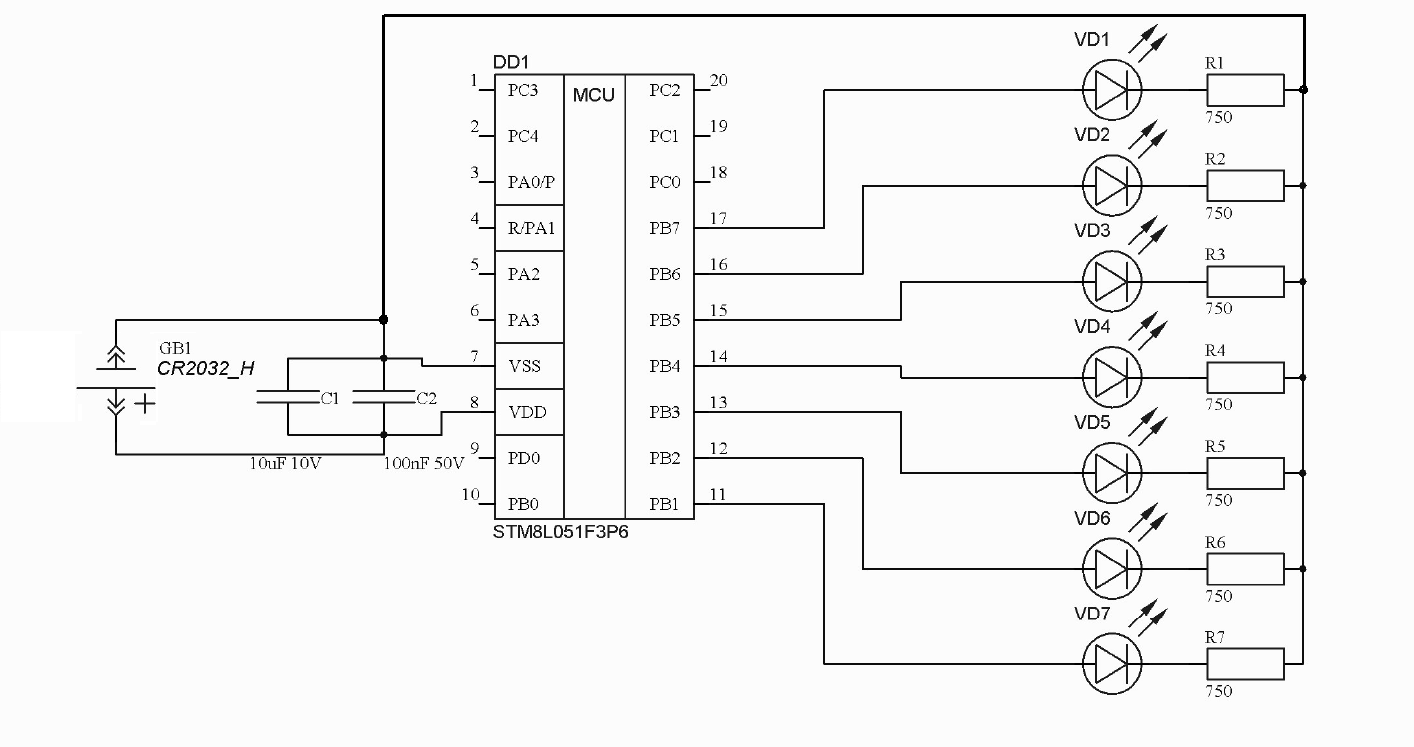 DD1
MCU
1 PC3
2 PC4
3 PA0/P
4 R/PA1
5 PA2
6 PA3
7 VSS
8 VDD
9 PD0
10 PB0
PC2 20
PC1 19
PC0 18
PB7 17
PB6 16
PB5 15
PB4 14
PB3 13
PB2 12
PB1 11
STM8L051F3P6
GB1
CR2032_H
+
C1
C2
10uF 10V
100nF 50V
VD1
R1
750
VD2
R2
750
VD3
R3
750
VD4
R4
750
VD5
R5
750
VD6
R6
750
VD7
R7
750